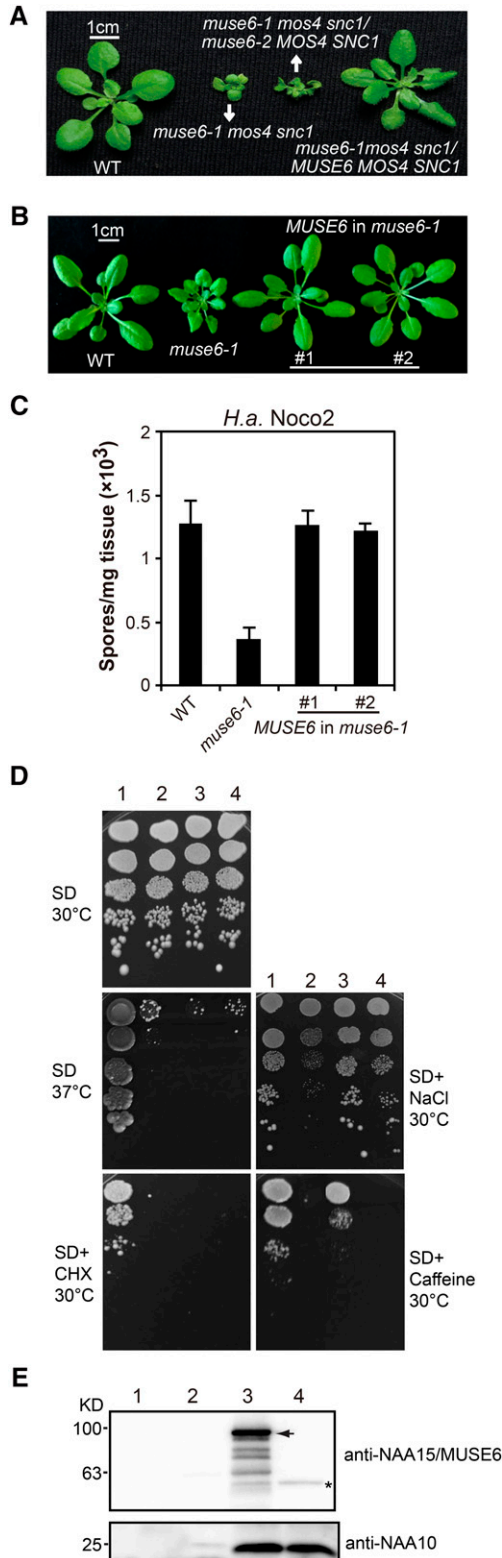 A
1cm
muse6-1 mos4 snc1/
muse6-2 MOS4 SNC1
muse6-1 mos4 snc1
WT
muse6-1mos4 snc1/
MUSE6 MOS4 SNC1
B
1cm
MUSE6 in muse6-1
WT
muse6-1
#1
#2
C
H.a. Noco2
Spores/mg tissue (×10³)
2
1.5
1
0.5
0
WT
muse6-1
#1
#2
MUSE6 in muse6-1
D
1 2 3 4
SD
30°C
1 2 3 4
SD
37°C
SD+
NaCl
30°C
SD+
CHX
30°C
SD+
Caffeine
30°C
E
1 2 3 4
KD
100-
63-
*
anti-NAA15/MUSE6
25-
anti-NAA10